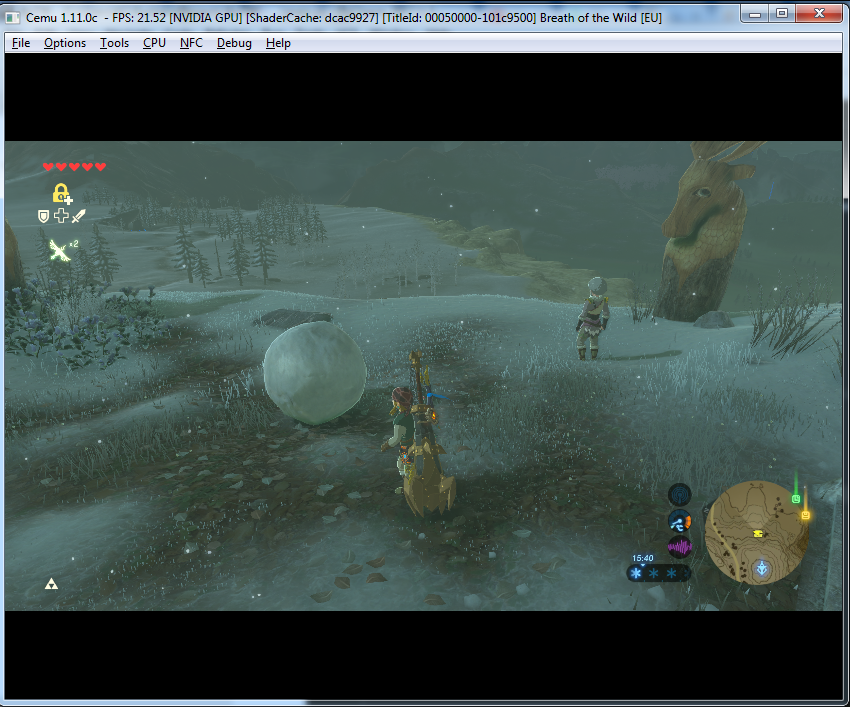 Cemu 1.11.0c - FPS: 21.52 [NVIDIA GPU] [ShaderCache: dcac9927] [TitleId: 00050000-101c9500] Breath of the Wild [EU]
File Options Tools CPU NFC Debug Help
×2
15:40